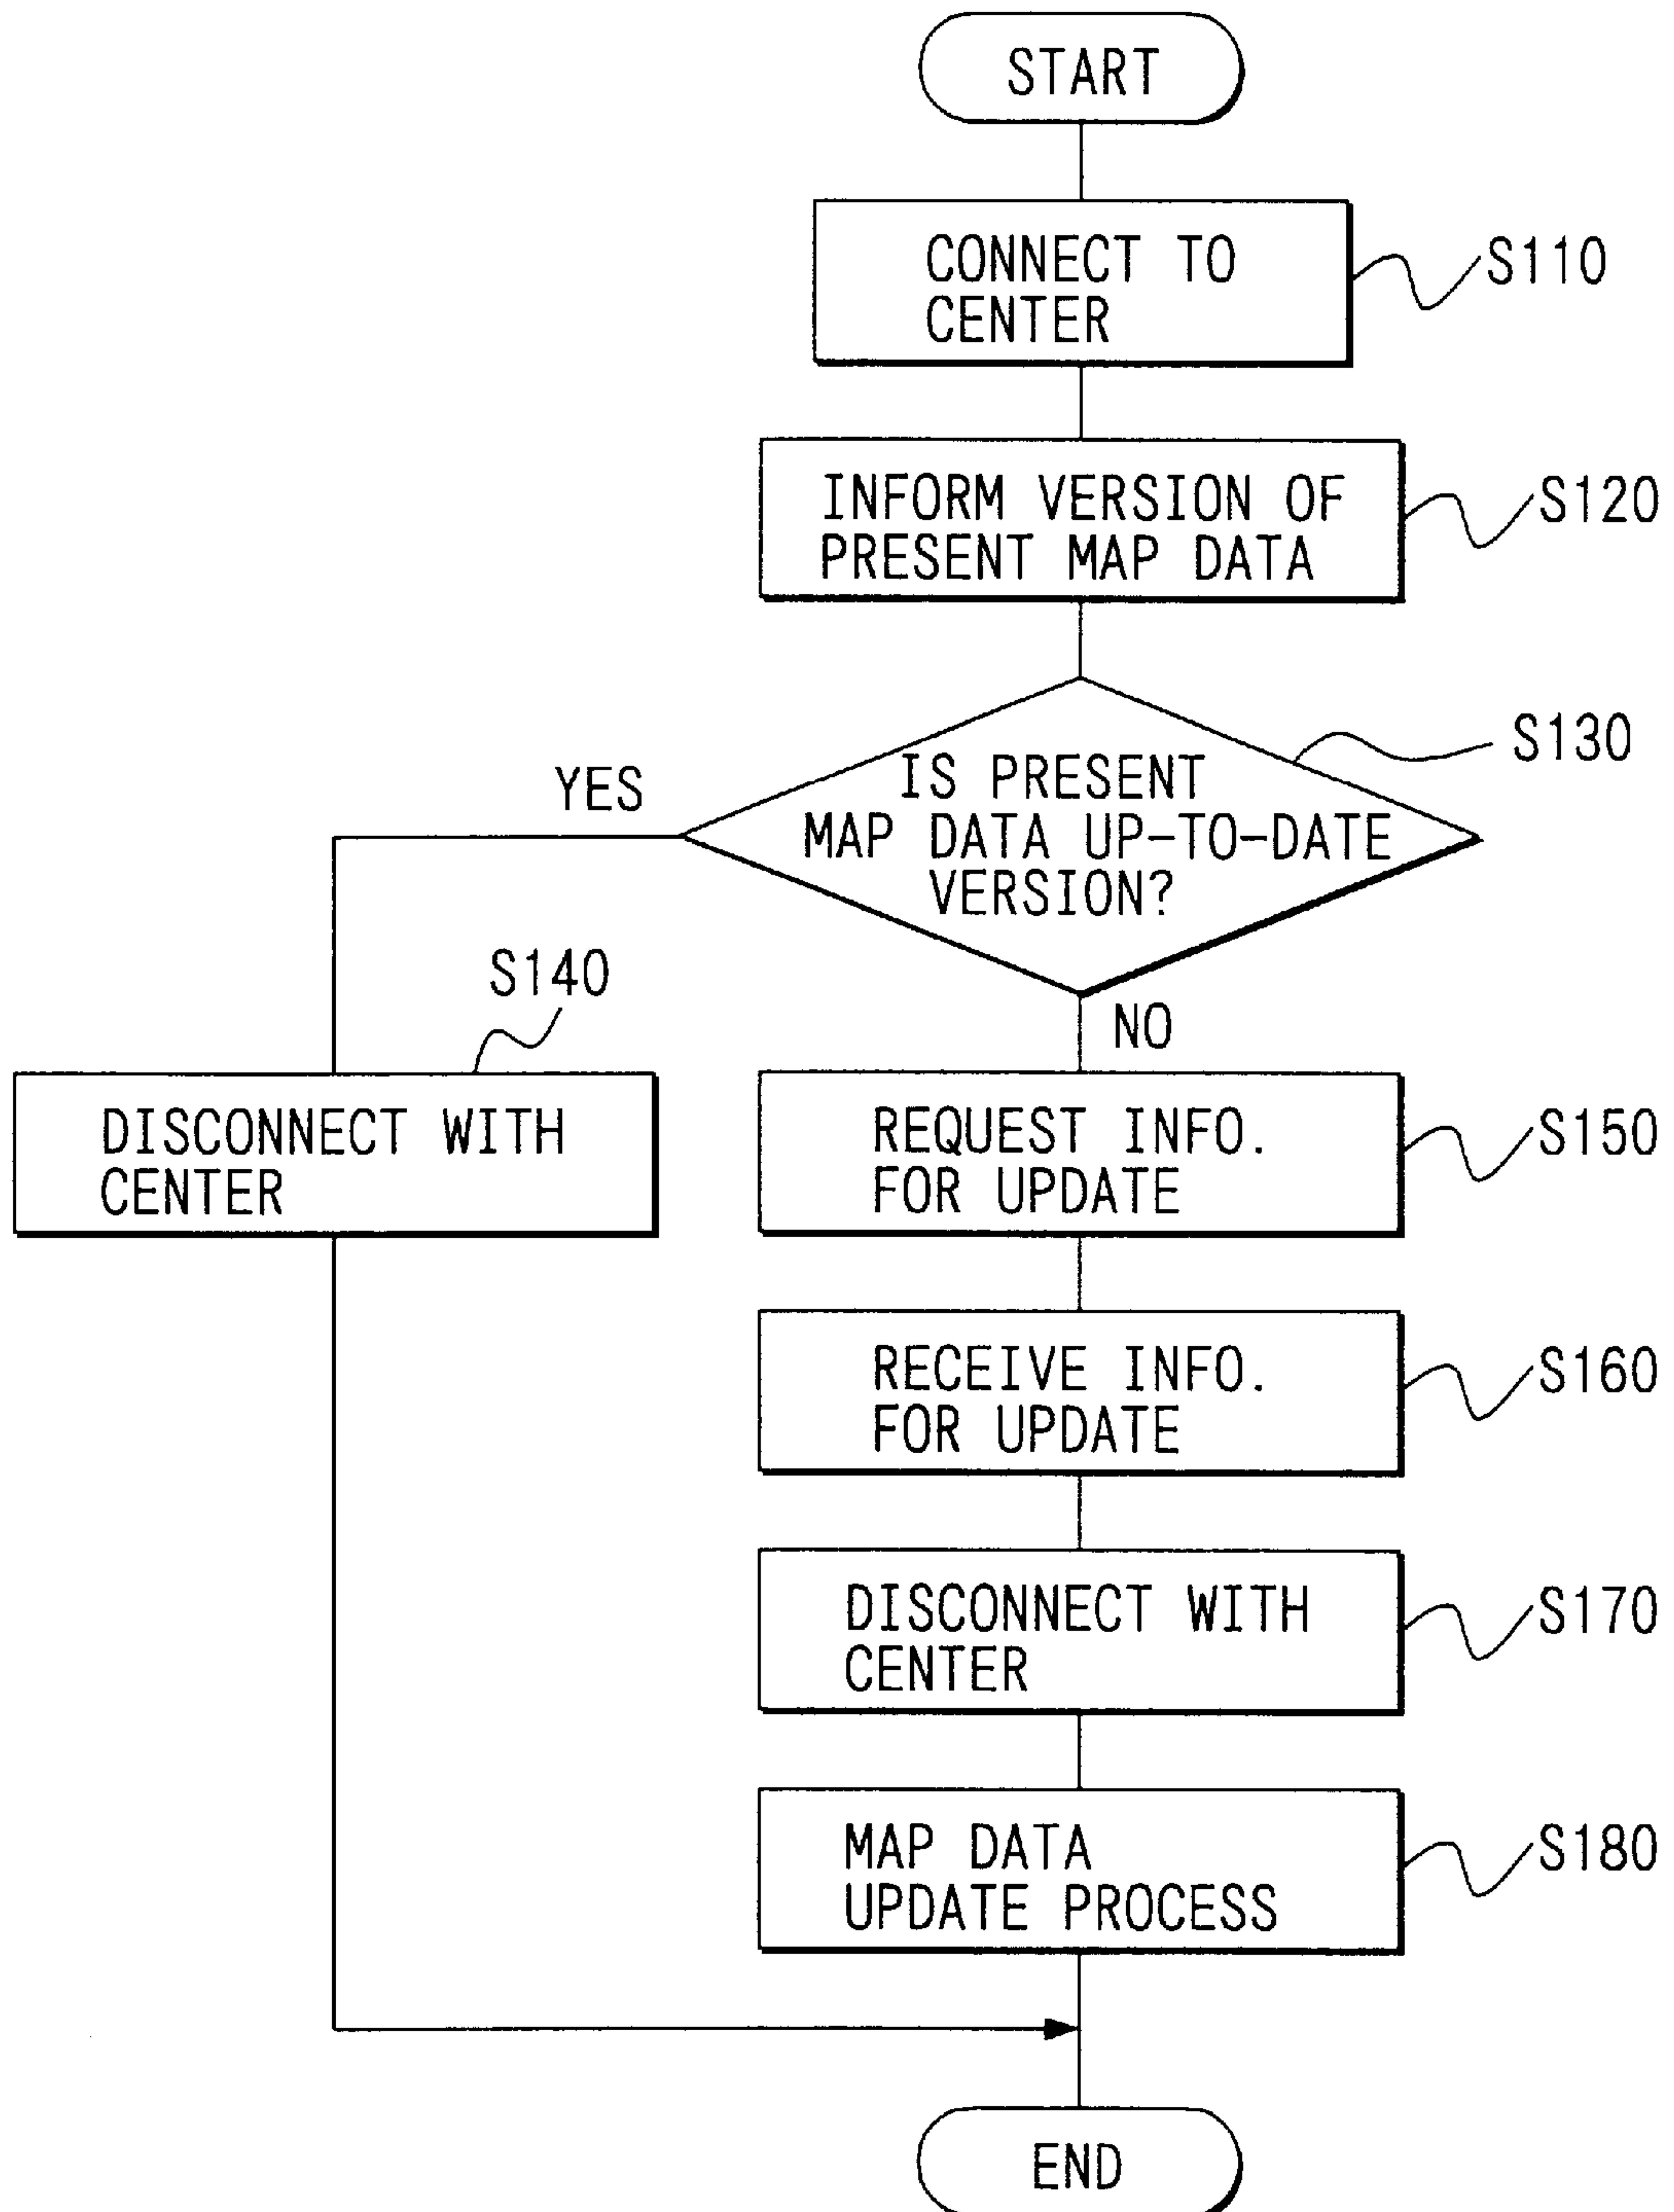 START
CONNECT TO
CENTER
S110
INFORM VERSION OF
PRESENT MAP DATA
S120
IS PRESENT
MAP DATA UP-TO-DATE
VERSION?
S130
YES
NO
S140
DISCONNECT WITH
CENTER
REQUEST INFO.
FOR UPDATE
S150
RECEIVE INFO.
FOR UPDATE
S160
DISCONNECT WITH
CENTER
S170
MAP DATA
UPDATE PROCESS
S180
END